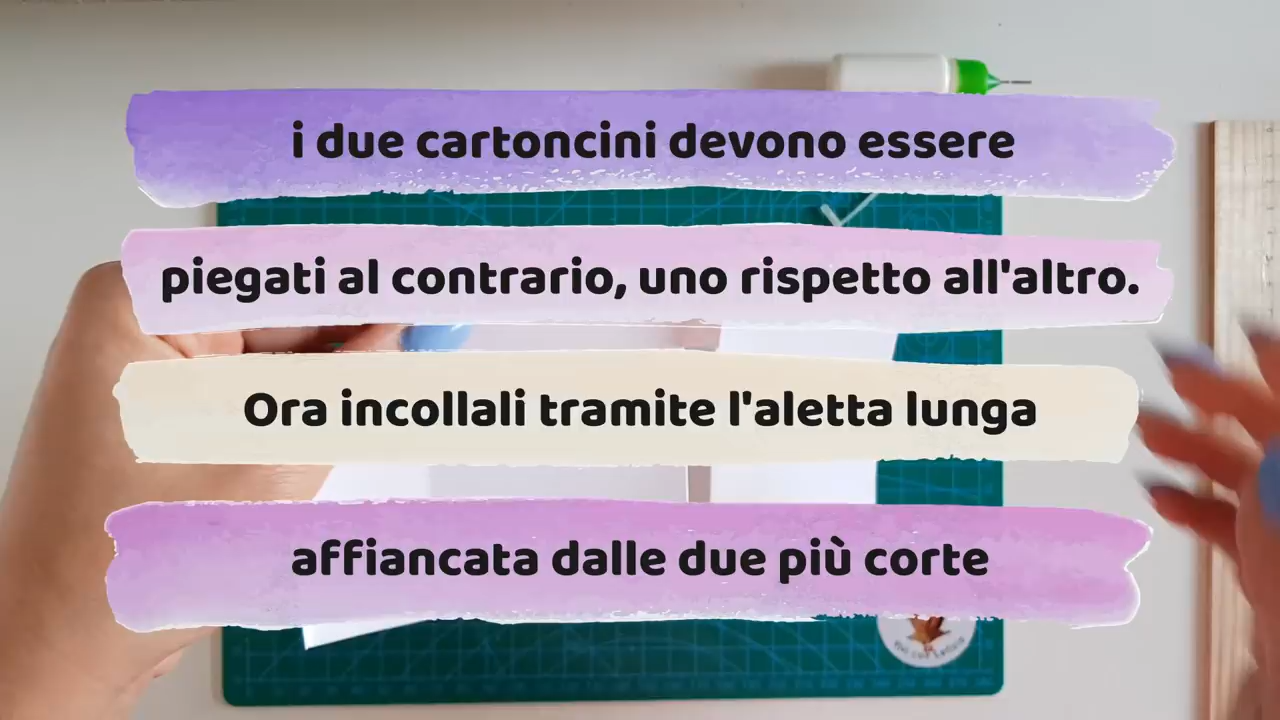 i due cartoncini devono essere
piegati al contrario, uno rispetto all'altro.
Ora incollali tramite l'aletta lunga
affiancata dalle due più corte